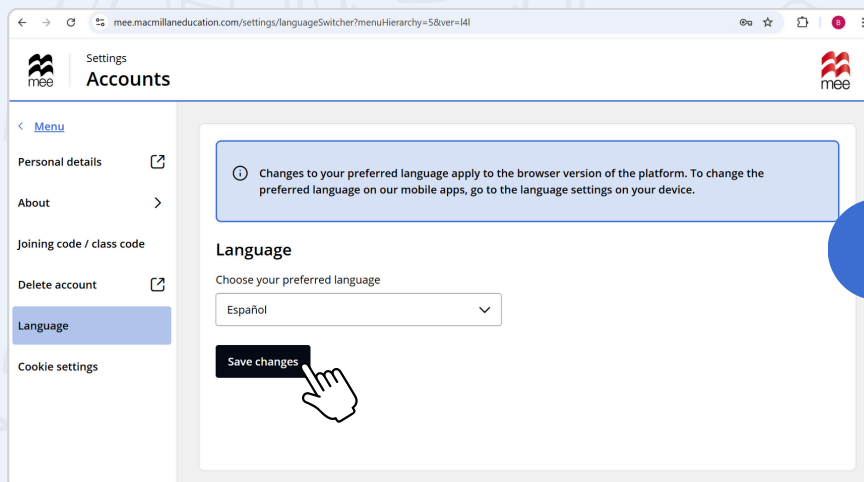 mee.macmillaneducation.com/settings/languageSwitcher?menuHierarchy=5&ver=l4l
B
mee
Settings
Accounts
mee
Menu
Personal details
About
Joining code / class code
Delete account
Language
Cookie settings
Changes to your preferred language apply to the browser version of the platform. To change the
preferred language on our mobile apps, go to the language settings on your device.
Language
Choose your preferred language
Español
Save changes